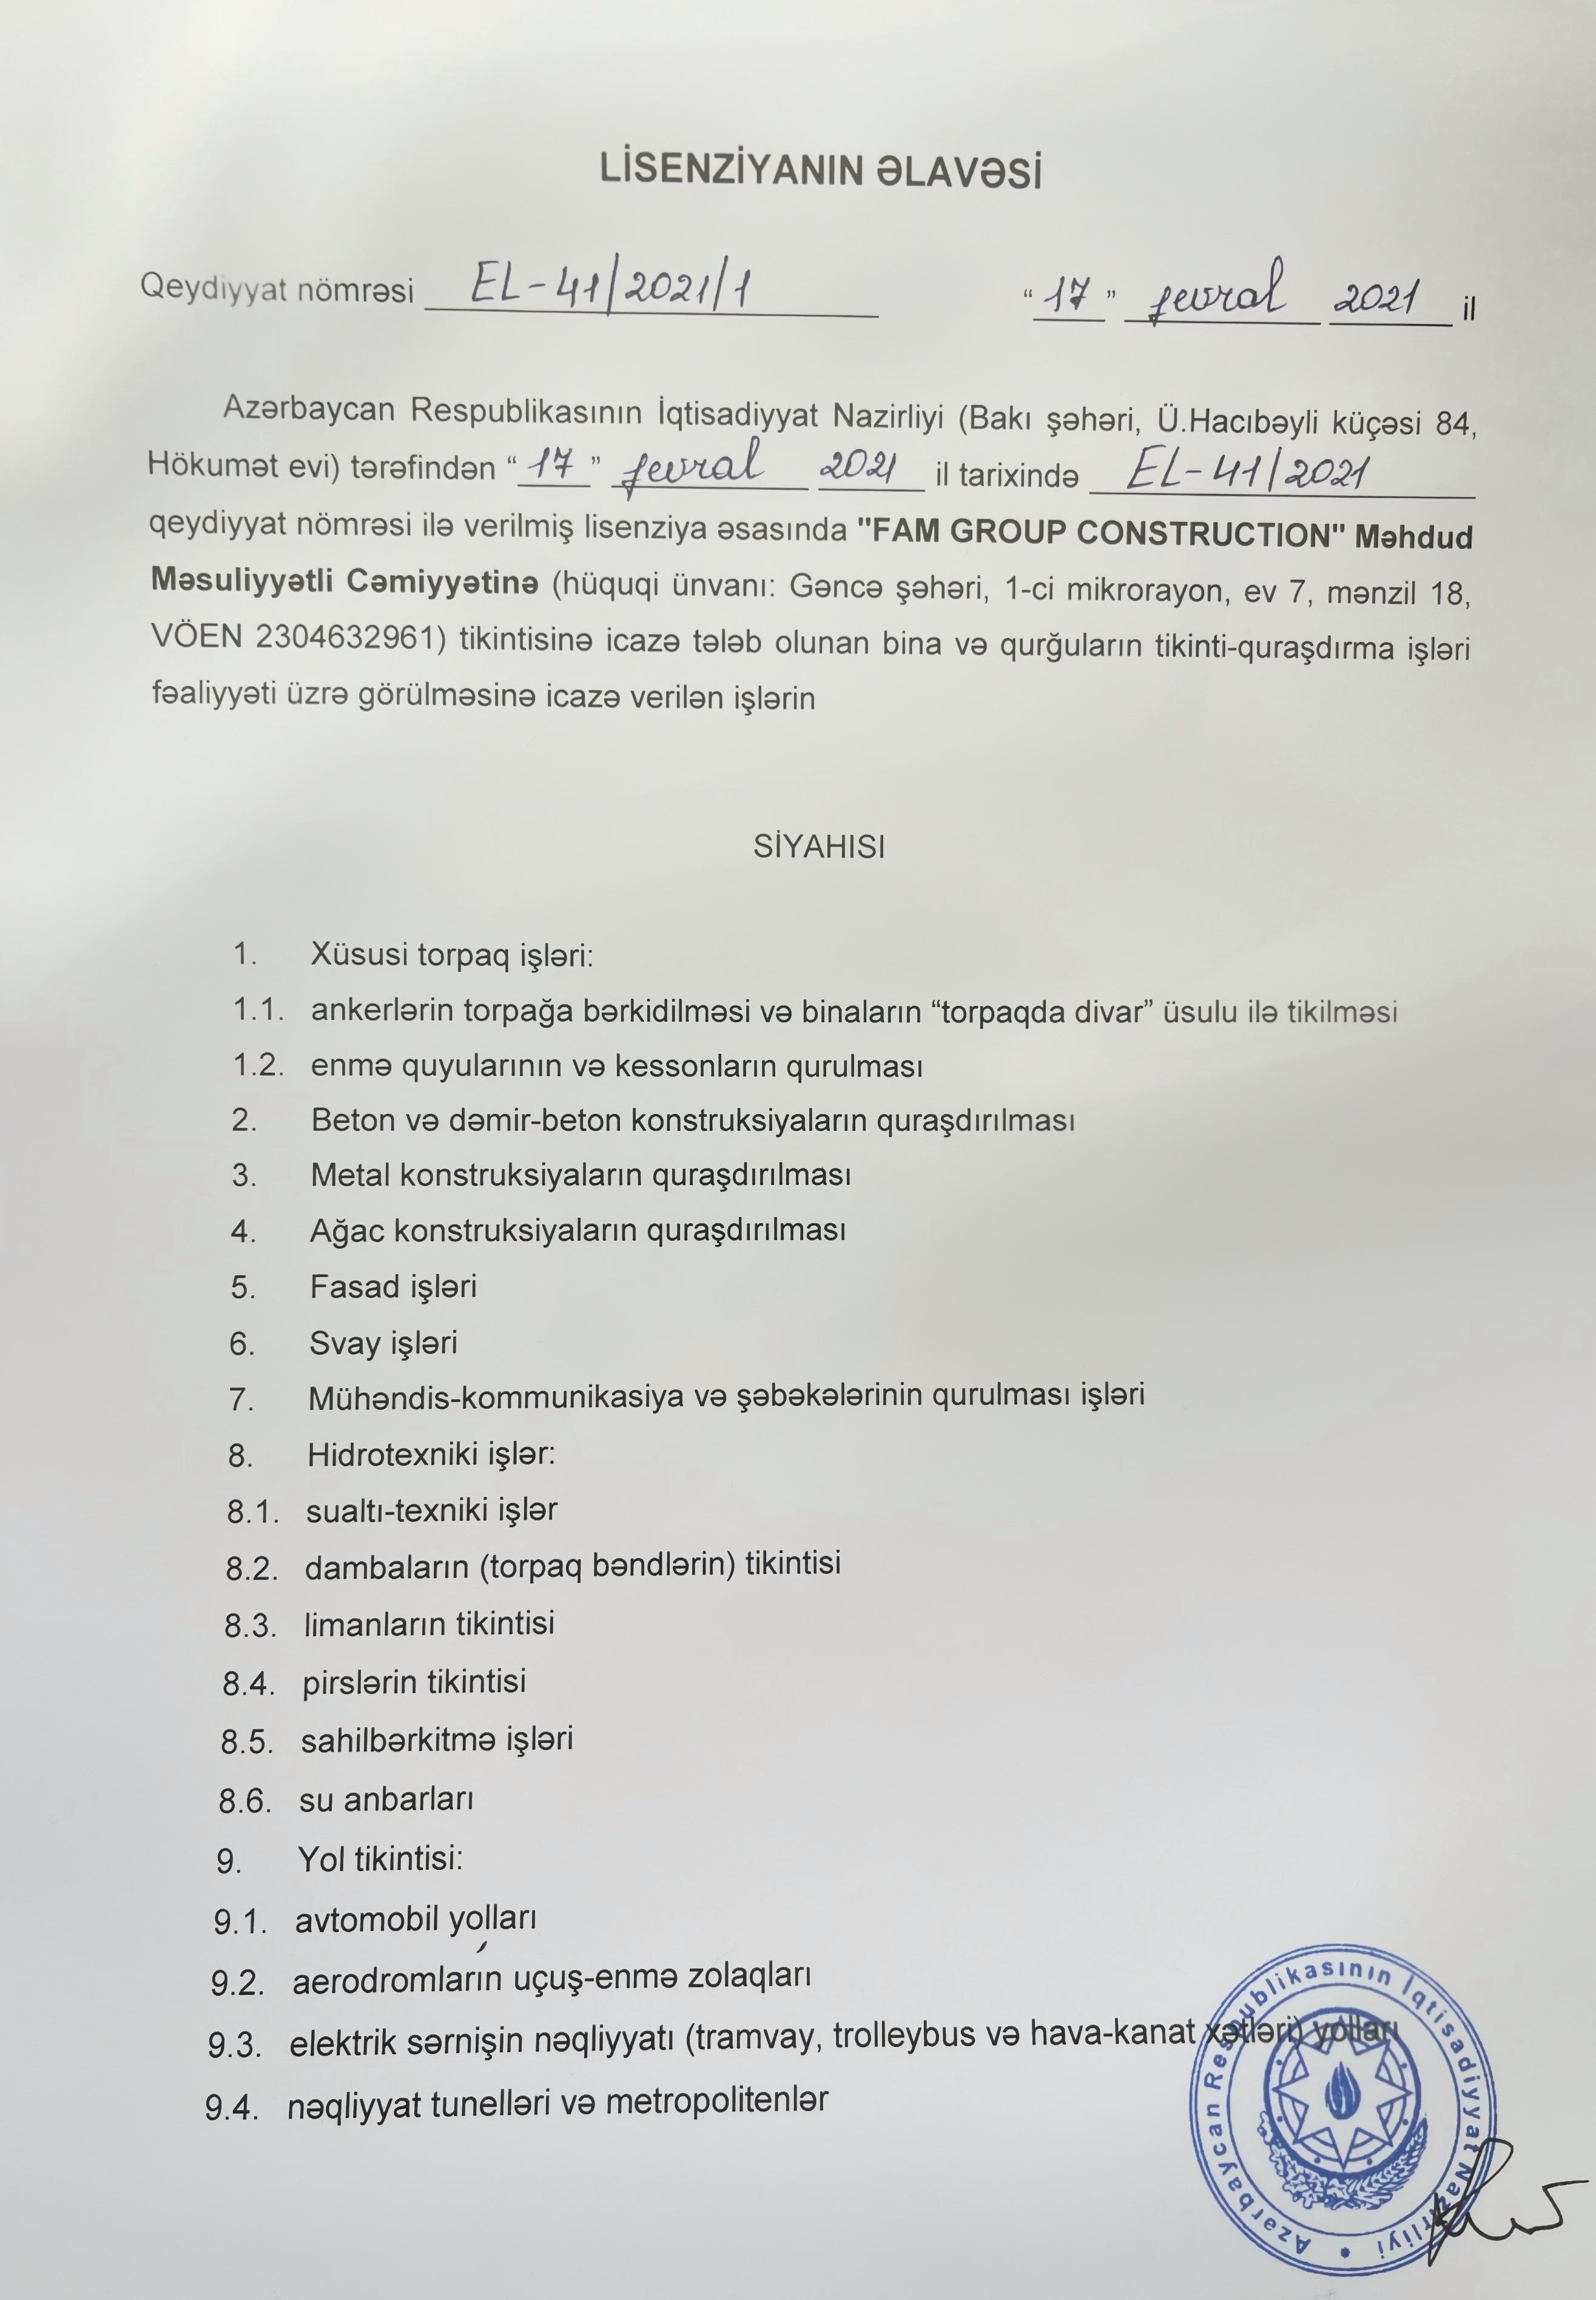 LİSENZİYANIN ƏLAVƏSİ
Qeydiyyat nömrəsi EL-41/2021/1 “17” fevral 2021 il
Azərbaycan Respublikasının İqtisadiyyat Nazirliyi (Bakı şəhəri, Ü.Hacıbəyli küçəsi 84,
Hökumət evi) tərəfindən “17” fevral 2021 il tarixində EL-41/2021
qeydiyyat nömrəsi ilə verilmiş lisenziya əsasında "FAM GROUP CONSTRUCTION" Məhdud
Məsuliyyətli Cəmiyyətinə (hüquqi ünvanı: Gəncə şəhəri, 1-ci mikrorayon, ev 7, mənzil 18,
VÖEN 2304632961) tikintisinə icazə tələb olunan bina və qurğuların tikinti-quraşdırma işləri
fəaliyyəti üzrə görülməsinə icazə verilən işlərin
SİYAHISI
1. Xüsusi torpaq işləri:
1.1. ankerlərin torpağa bərkidilməsi və binaların “torpaqda divar” üsulu ilə tikilməsi
1.2. enmə quyularının və kessonların qurulması
2. Beton və dəmir-beton konstruksiyaların quraşdırılması
3. Metal konstruksiyaların quraşdırılması
4. Ağac konstruksiyaların quraşdırılması
5. Fasad işləri
6. Svay işləri
7. Mühəndis-kommunikasiya və şəbəkələrinin qurulması işləri
8. Hidrotexniki işlər:
8.1. sualtı-texniki işlər
8.2. dambaların (torpaq bəndlərin) tikintisi
8.3. limanların tikintisi
8.4. pirslərin tikintisi
8.5. sahilbərkitmə işləri
8.6. su anbarları
9. Yol tikintisi:
9.1. avtomobil yolları
9.2. aerodromların uçuş-enmə zolaqları
9.3. elektrik sərnişin nəqliyyatı (tramvay, trolleybus və hava-kanat xətləri) yolları
9.4. nəqliyyat tunelləri və metropolitenlər
Azərbaycan Respublikasının İqtisadiyyat Nazirliyi